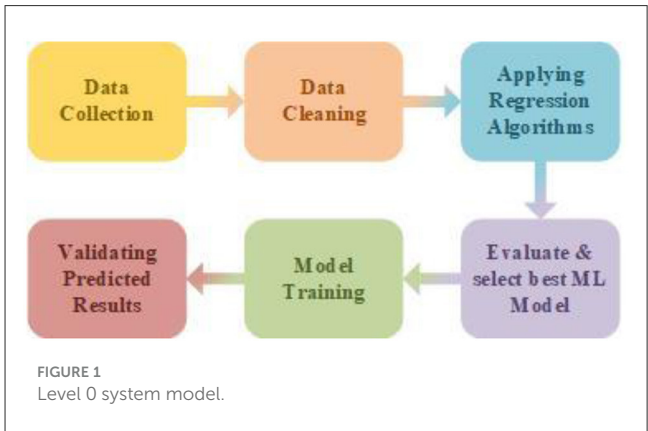 Data
Collection
Data
Cleaning
Applying
Regression
Algorithms
Evaluate &
select best ML
Model
Model
Training
Validating
Predicted
Results
FIGURE 1
Level 0 system model.